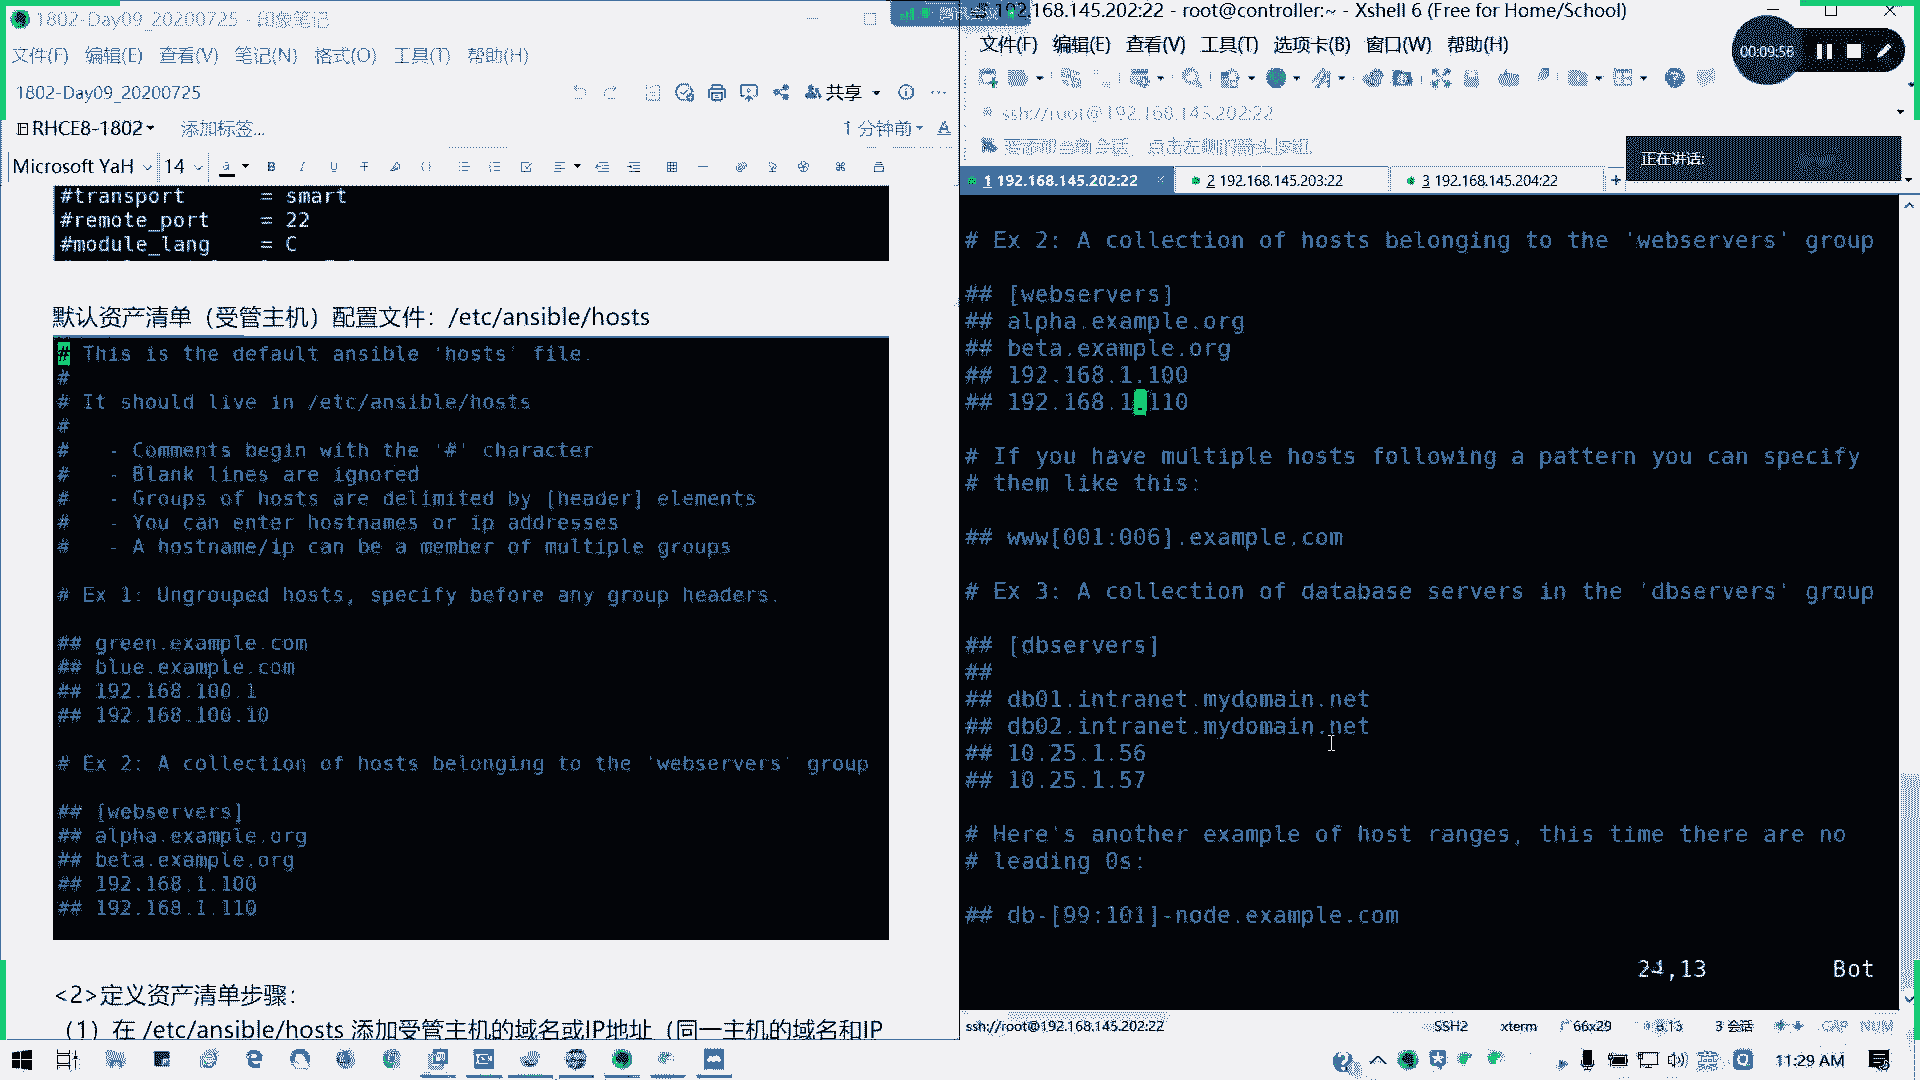 1802-Day09_20200725 - 印象笔记
文件(F) 编辑(E) 查看(V) 笔记(N) 格式(O) 工具(T) 帮助(H)
1802-Day09_20200725
共享
RHCE8-1802
添加标签...
1 分钟前
Microsoft YaH
14
#transport     = smart
#remote_port   = 22
#module_lang   = C
默认资产清单（受管主机）配置文件：/etc/ansible/hosts
# This is the default ansible 'hosts' file.
#
# It should live in /etc/ansible/hosts
#
#   - Comments begin with the '#' character
#   - Blank lines are ignored
#   - Groups of hosts are delimited by [header] elements
#   - You can enter hostnames or ip addresses
#   - A hostname/ip can be a member of multiple groups
# Ex 1: Ungrouped hosts, specify before any group headers.
## green.example.com
## blue.example.com
## 192.168.100.1
## 192.168.100.10
# Ex 2: A collection of hosts belonging to the 'webservers' group
## [webservers]
## alpha.example.org
## beta.example.org
## 192.168.1.100
## 192.168.1.110
<2>定义资产清单步骤：
（1）在 /etc/ansible/hosts 添加受管主机的域名或IP地址（同一主机的域名和IP
192.168.145.202:22 - root@controller:~ - Xshell 6 (Free for Home/School)
文件(F) 编辑(E) 查看(V) 工具(T) 选项卡(B) 窗口(W) 帮助(H)
00:09:56
ssh://root@192.168.145.202:22
正在讲话:
1 192.168.145.202:22
2 192.168.145.203:22
3 192.168.145.204:22
# Ex 2: A collection of hosts belonging to the 'webservers' group
## [webservers]
## alpha.example.org
## beta.example.org
## 192.168.1.100
## 192.168.1.110
# If you have multiple hosts following a pattern you can specify
# them like this:
## www[001:006].example.com
# Ex 3: A collection of database servers in the 'dbservers' group
## [dbservers]
##
## db01.intranet.mydomain.net
## db02.intranet.mydomain.net
## 10.25.1.56
## 10.25.1.57
# Here's another example of host ranges, this time there are no
# leading 0s:
## db-[99:101]-node.example.com
24,13
Bot
ssh://root@192.168.145.202:22
SSH2
xterm
66x29
3 会话
CAP NUM
11:29 AM